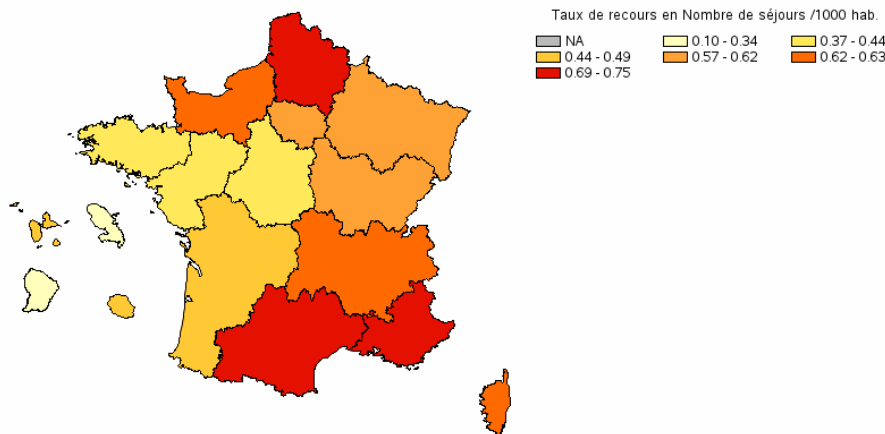 Taux de recours en Nombre de séjours /1000 hab.
NA 0.10 - 0.34 0.37 - 0.44
0.44 - 0.49 0.57 - 0.62 0.62 - 0.63
0.69 - 0.75